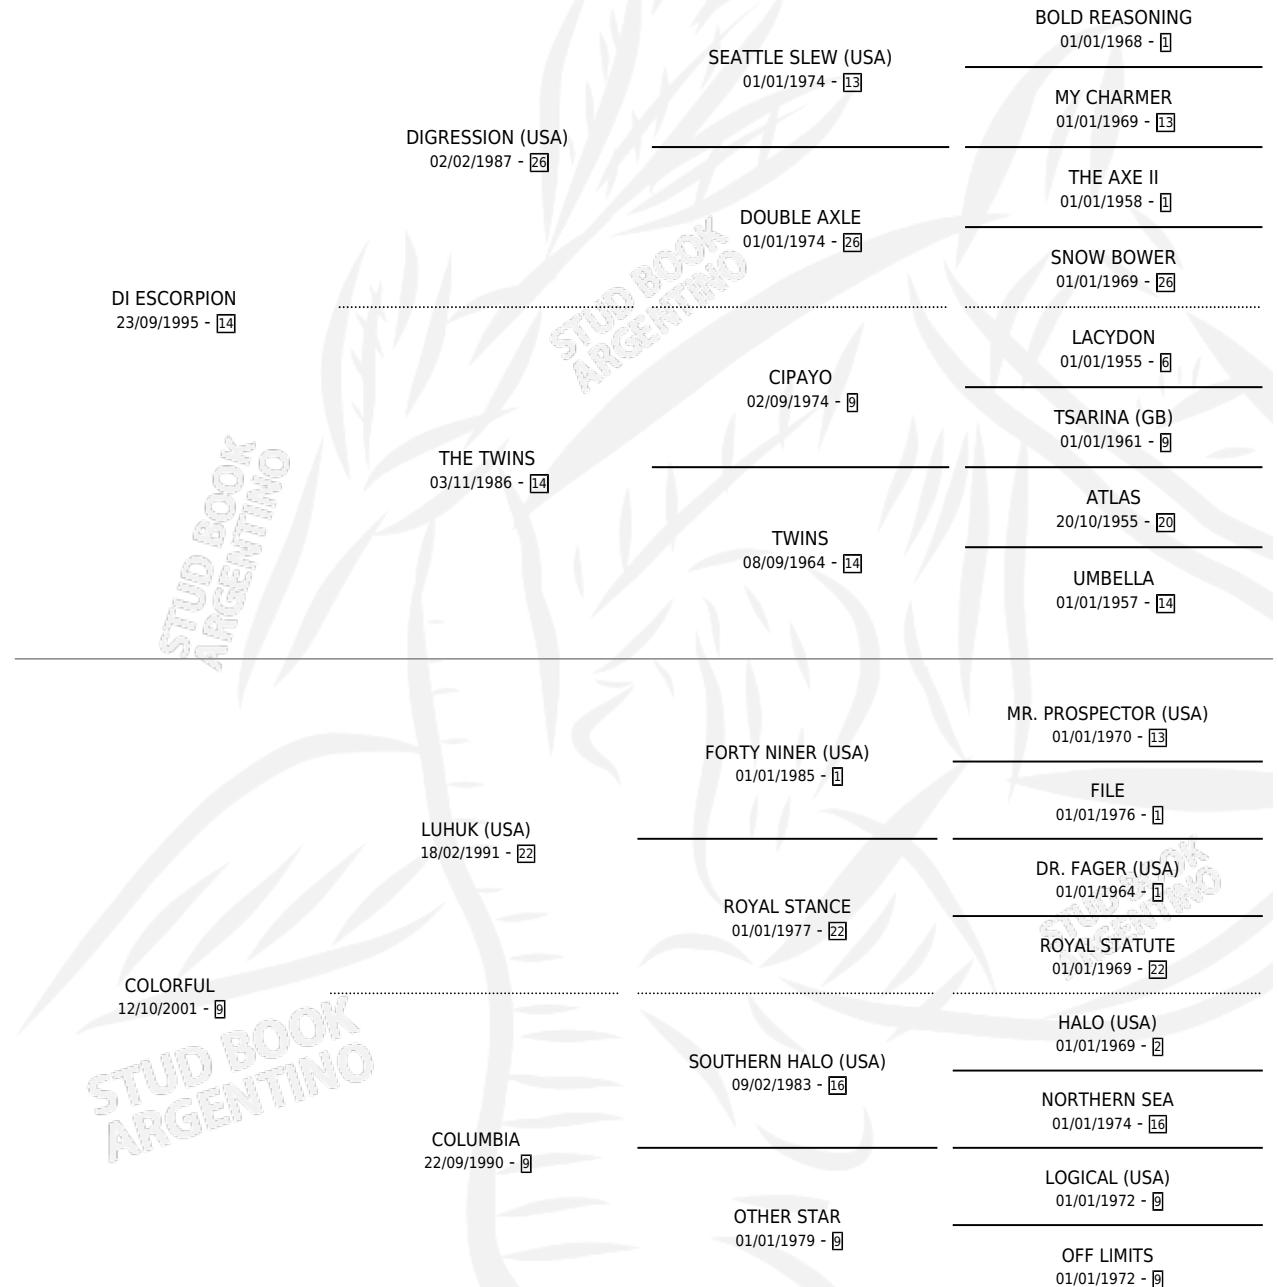 BOLD REASONING
01/01/1968 - 1
SEATTLE SLEW (USA)
01/01/1974 - 13
MY CHARMER
01/01/1969 - 13
DIGRESSION (USA)
02/02/1987 - 26
THE AXE II
01/01/1958 - 1
DOUBLE AXLE
01/01/1974 - 26
SNOW BOWER
01/01/1969 - 26
DI ESCORPION
23/09/1995 - 14
LACYDON
01/01/1955 - 6
CIPAYO
02/09/1974 - 9
TSARINA (GB)
01/01/1961 - 9
THE TWINS
03/11/1986 - 14
ATLAS
20/10/1955 - 20
TWINS
08/09/1964 - 14
UMBELLA
01/01/1957 - 14
MR. PROSPECTOR (USA)
01/01/1970 - 13
FORTY NINER (USA)
01/01/1985 - 1
FILE
01/01/1976 - 1
LUHUK (USA)
18/02/1991 - 22
DR. FAGER (USA)
01/01/1964 - 1
ROYAL STANCE
01/01/1977 - 22
ROYAL STATUTE
01/01/1969 - 22
COLORFUL
12/10/2001 - 9
HALO (USA)
01/01/1969 - 2
SOUTHERN HALO (USA)
09/02/1983 - 16
NORTHERN SEA
01/01/1974 - 16
COLUMBIA
22/09/1990 - 9
LOGICAL (USA)
01/01/1972 - 9
OTHER STAR
01/01/1979 - 9
OFF LIMITS
01/01/1972 - 9
STUD BOOK
ARGENTINO
STUD BOOK
ARGENTINO
STUD BOOK
ARGENTINO
STUD BOOK
ARGENTINO